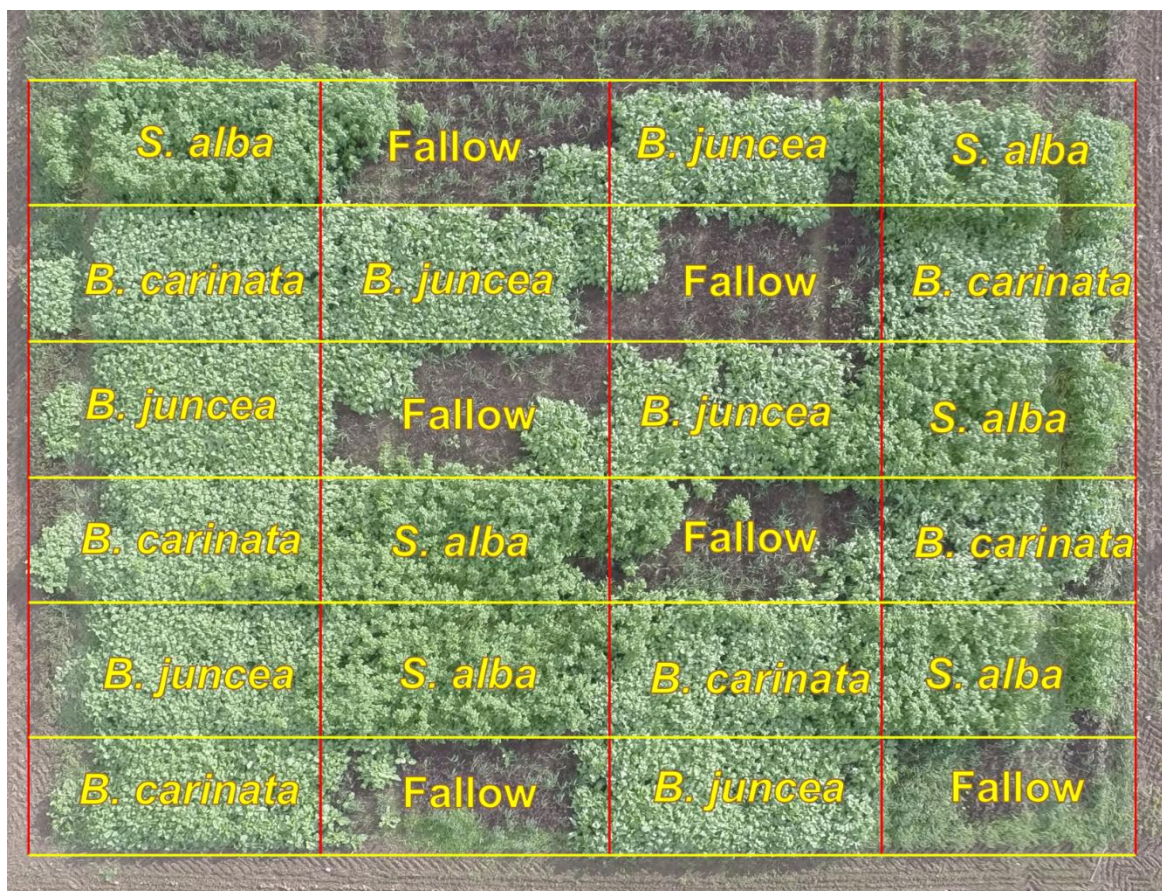 S. alba Fallow B. juncea S. alba
B. carinata B. juncea Fallow B. carinata
B. juncea Fallow B. juncea S. alba
B. carinata S. alba Fallow B. carinata
B. juncea S. alba B. carinata S. alba
B. carinata Fallow B. juncea Fallow